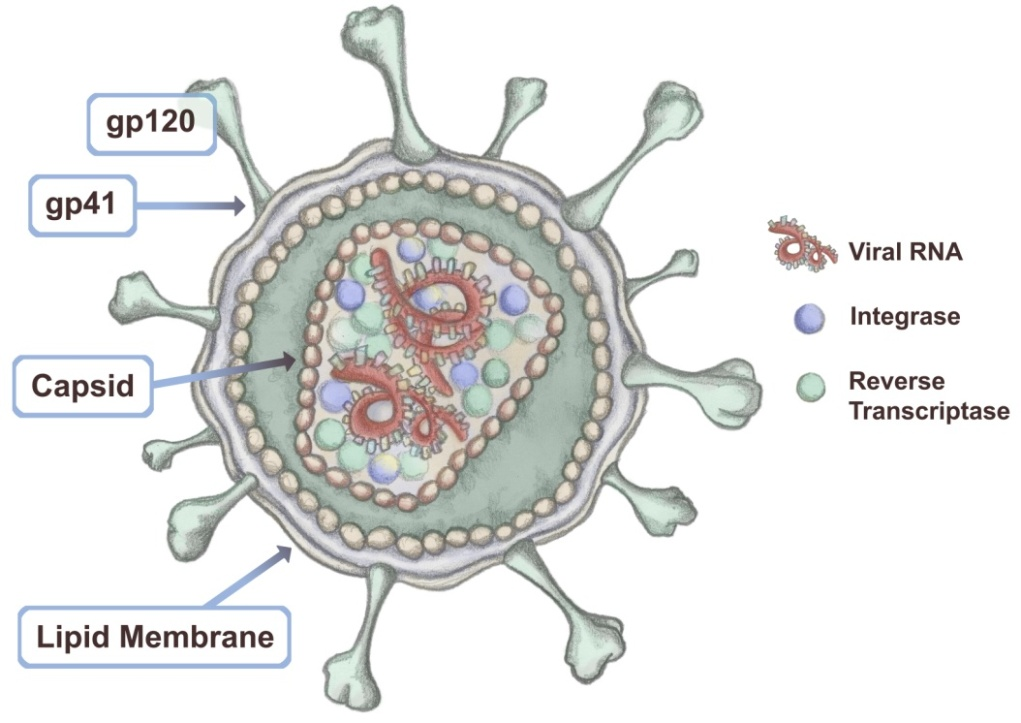 gp120
gp41
Capsid
Lipid Membrane
Viral RNA
Integrase
Reverse
Transcriptase